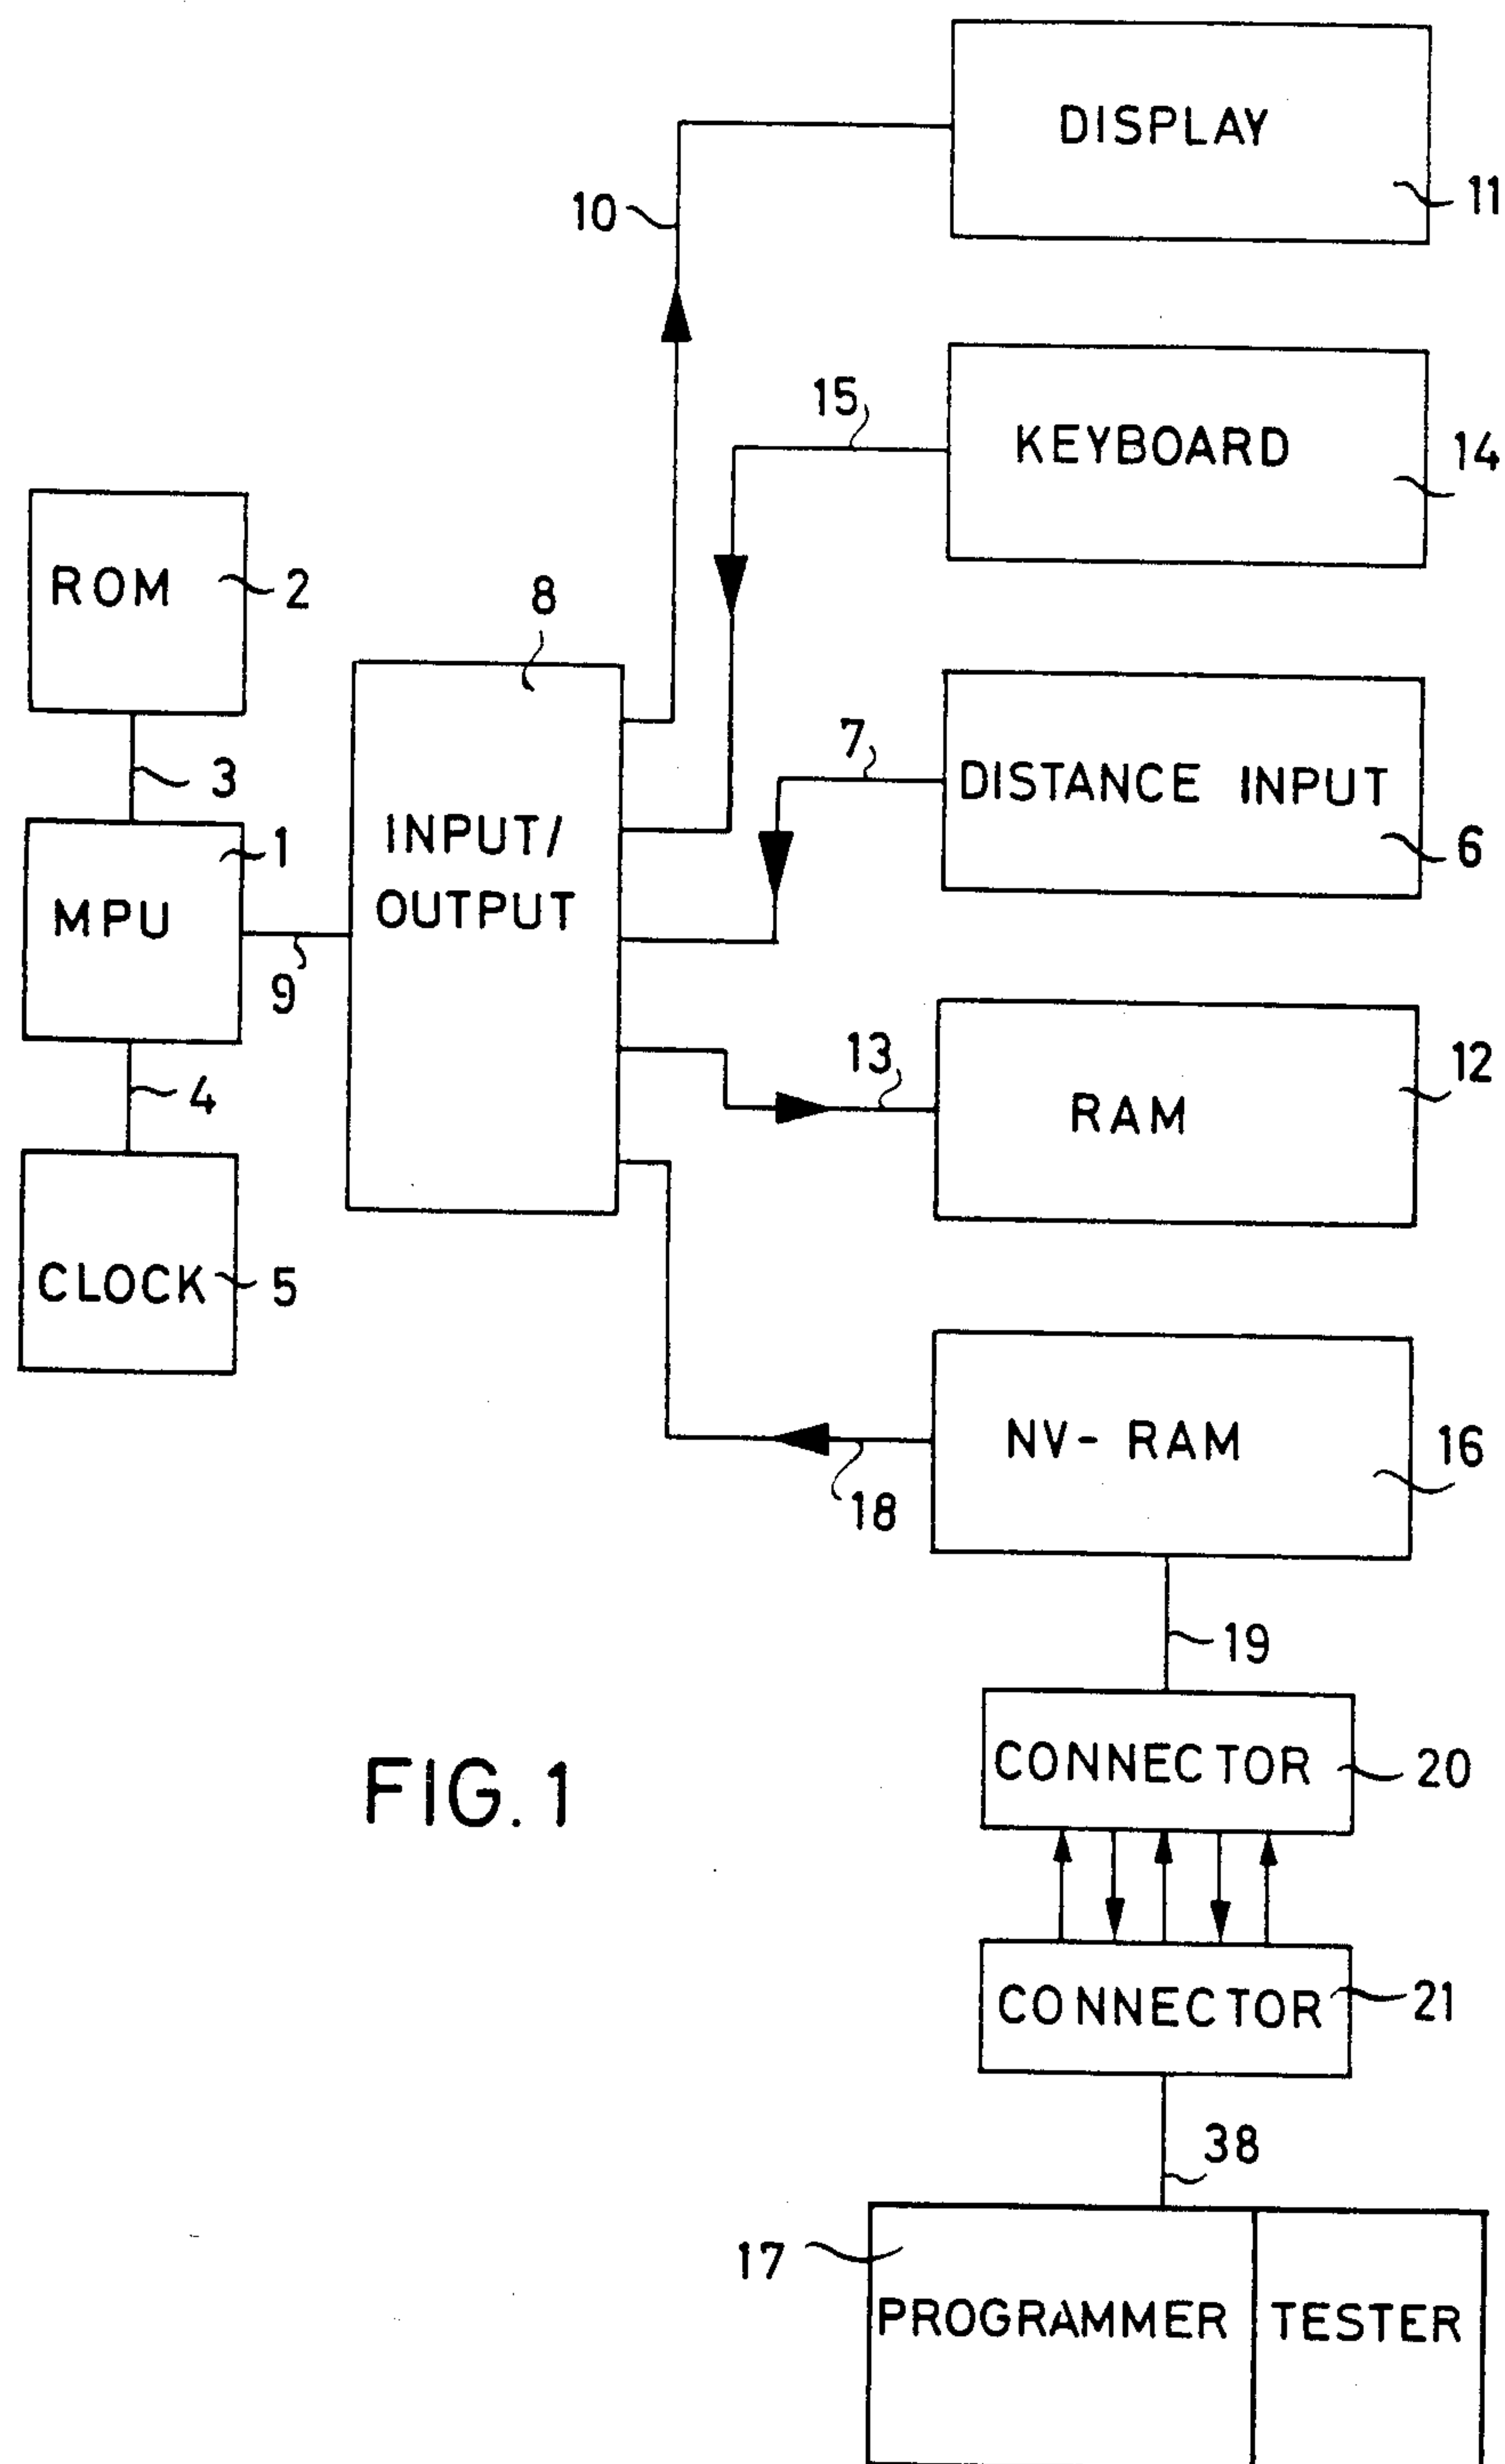 DISPLAY
10
11
15
KEYBOARD
14
ROM
2
8
3
7
DISTANCE INPUT
6
INPUT/
OUTPUT
1
MPU
9
13
12
4
RAM
CLOCK
5
NV- RAM
16
18
19
CONNECTOR
20
FIG. 1
CONNECTOR
21
38
17
PROGRAMMER
TESTER